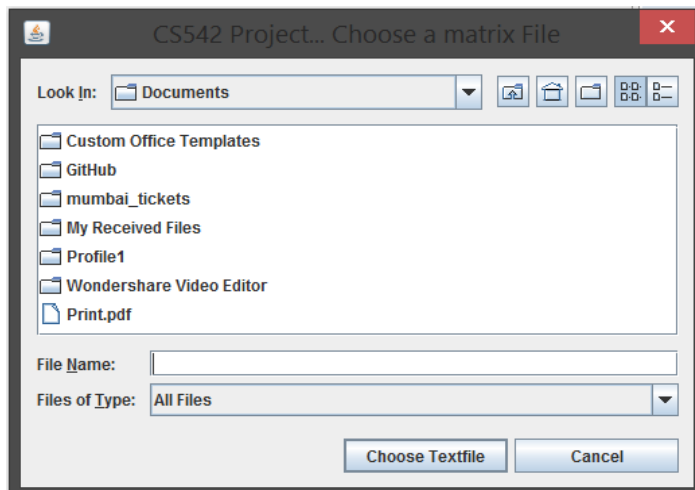 CS542 Project... Choose a matrix File
Look In: Documents
Custom Office Templates
GitHub
mumbai_tickets
My Received Files
Profile1
Wondershare Video Editor
Print.pdf
File Name:
Files of Type: All Files
Choose Textfile Cancel